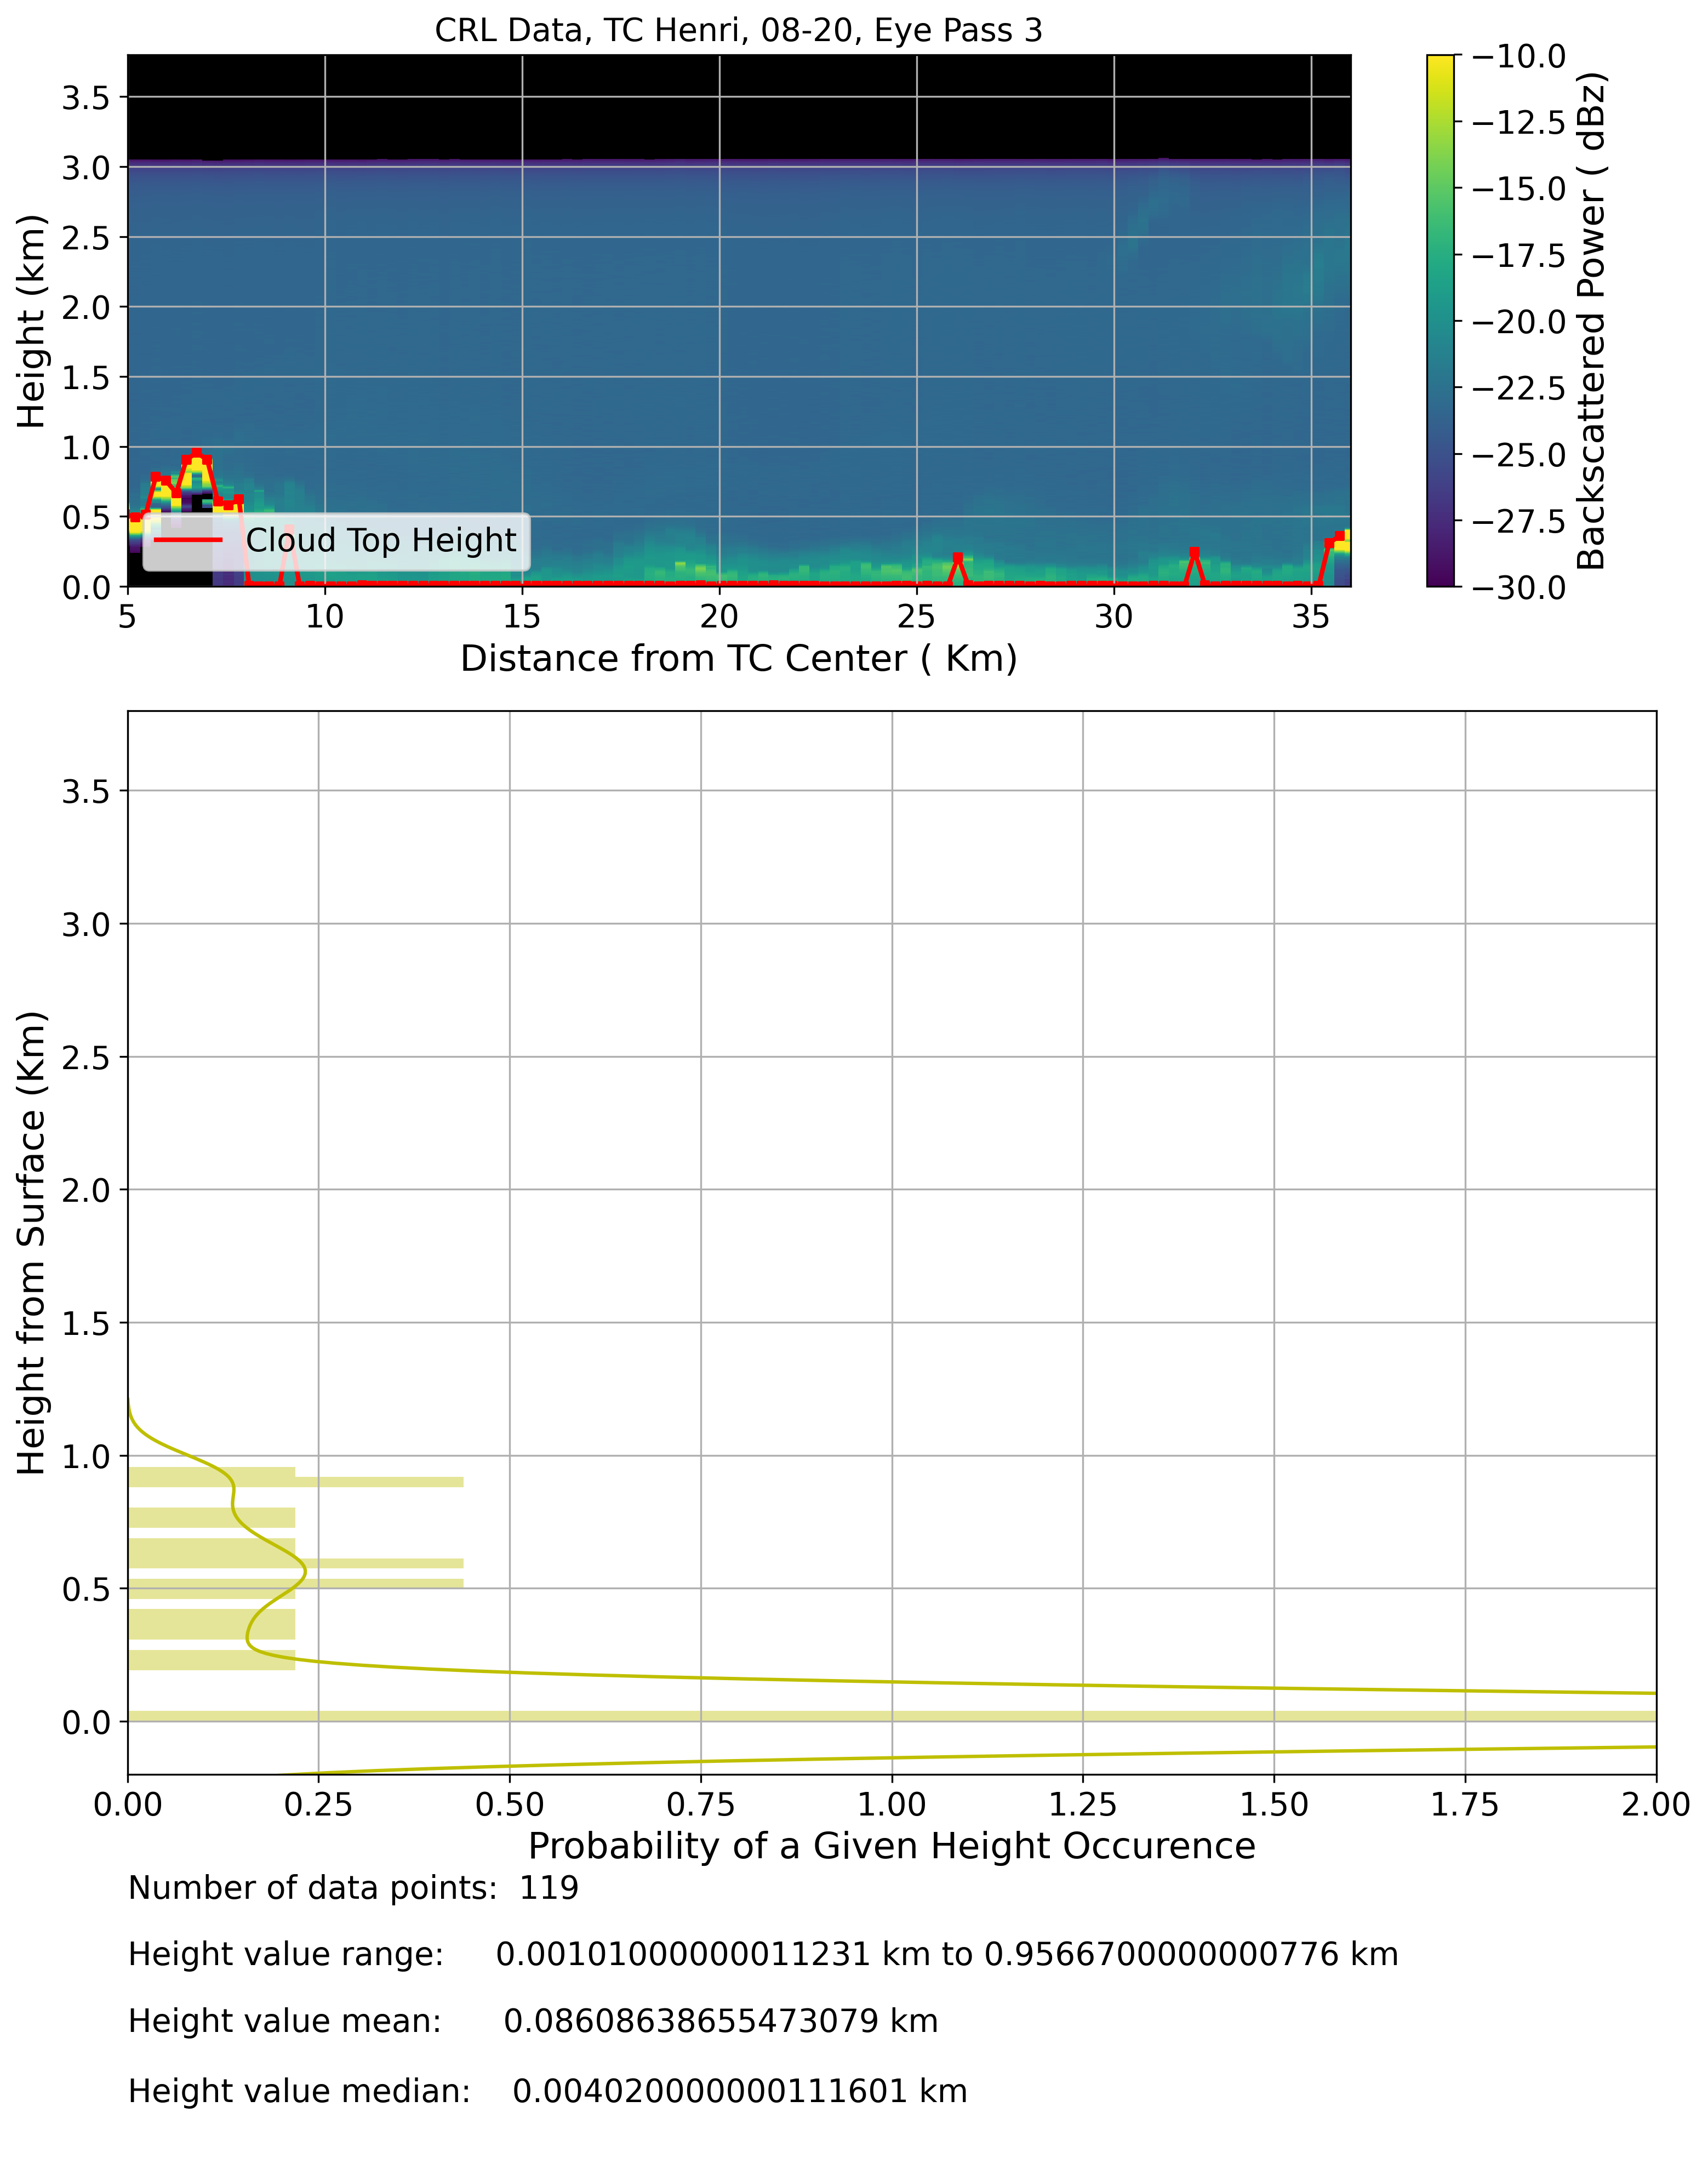 CRL Data, TC Henri, 08-20, Eye Pass 3
Height (km)
3.5
3.0
2.5
2.0
1.5
1.0
0.5
0.0
Cloud Top Height
5 10 15 20 25 30 35
Distance from TC Center ( Km)
−10.0
−12.5
−15.0
−17.5
−20.0
−22.5
−25.0
−27.5
−30.0
Backscattered Power ( dBz)
Height from Surface (Km)
3.5
3.0
2.5
2.0
1.5
1.0
0.5
0.0
0.00 0.25 0.50 0.75 1.00 1.25 1.50 1.75 2.00
Probability of a Given Height Occurence
Number of data points: 119
Height value range: 0.00101000000011231 km to 0.9566700000000776 km
Height value mean: 0.08608638655473079 km
Height value median: 0.004020000000111601 km